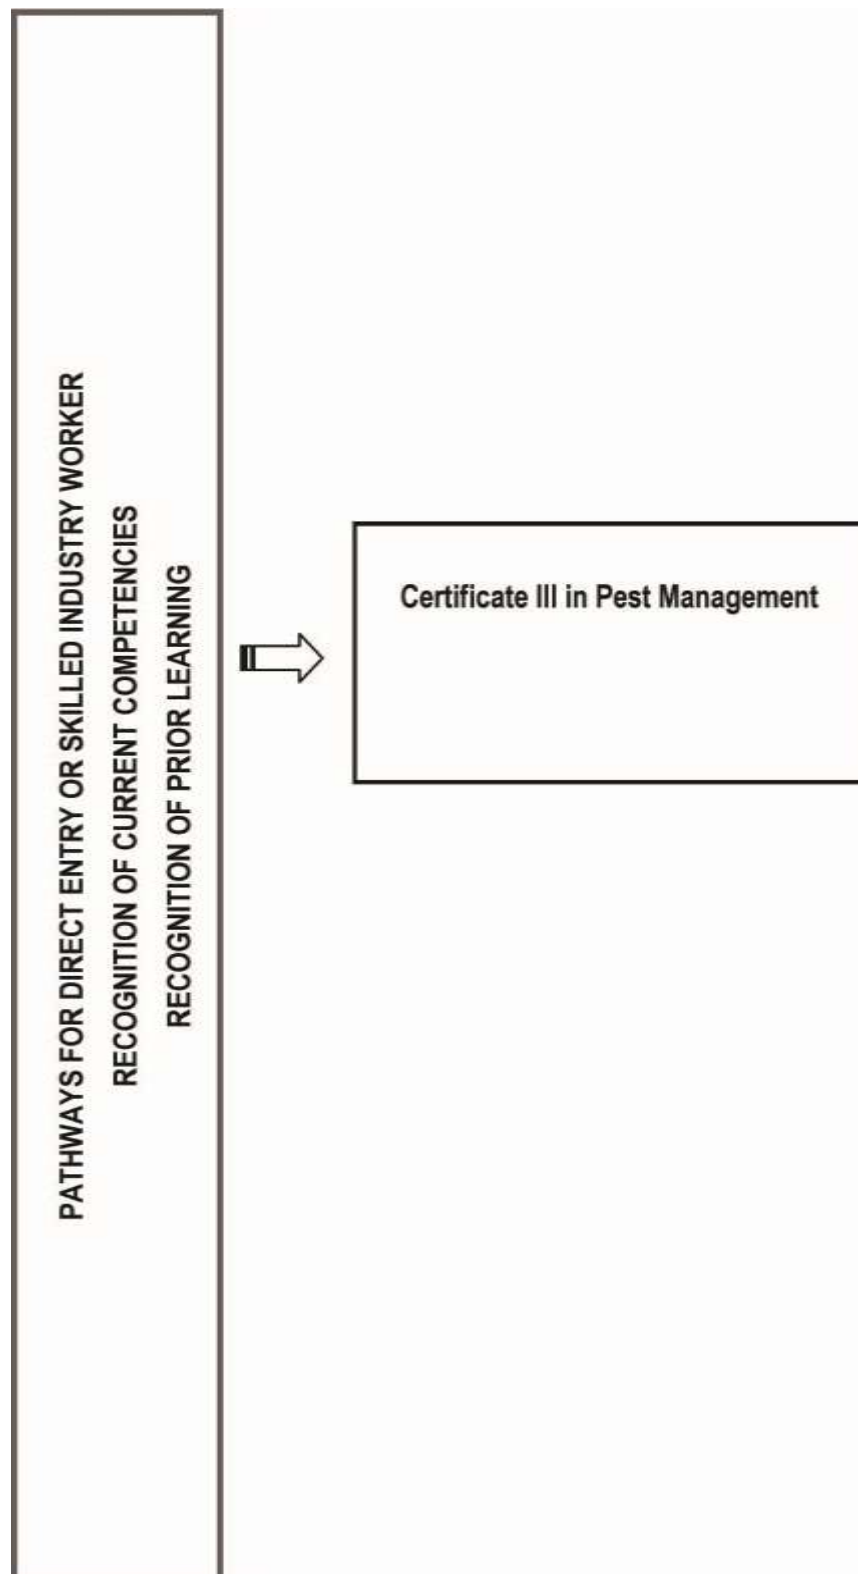 PATHWAYS FOR DIRECT ENTRY OR SKILLED INDUSTRY WORKER
RECOGNITION OF CURRENT COMPETENCIES
RECOGNITION OF PRIOR LEARNING
Certificate III in Pest Management